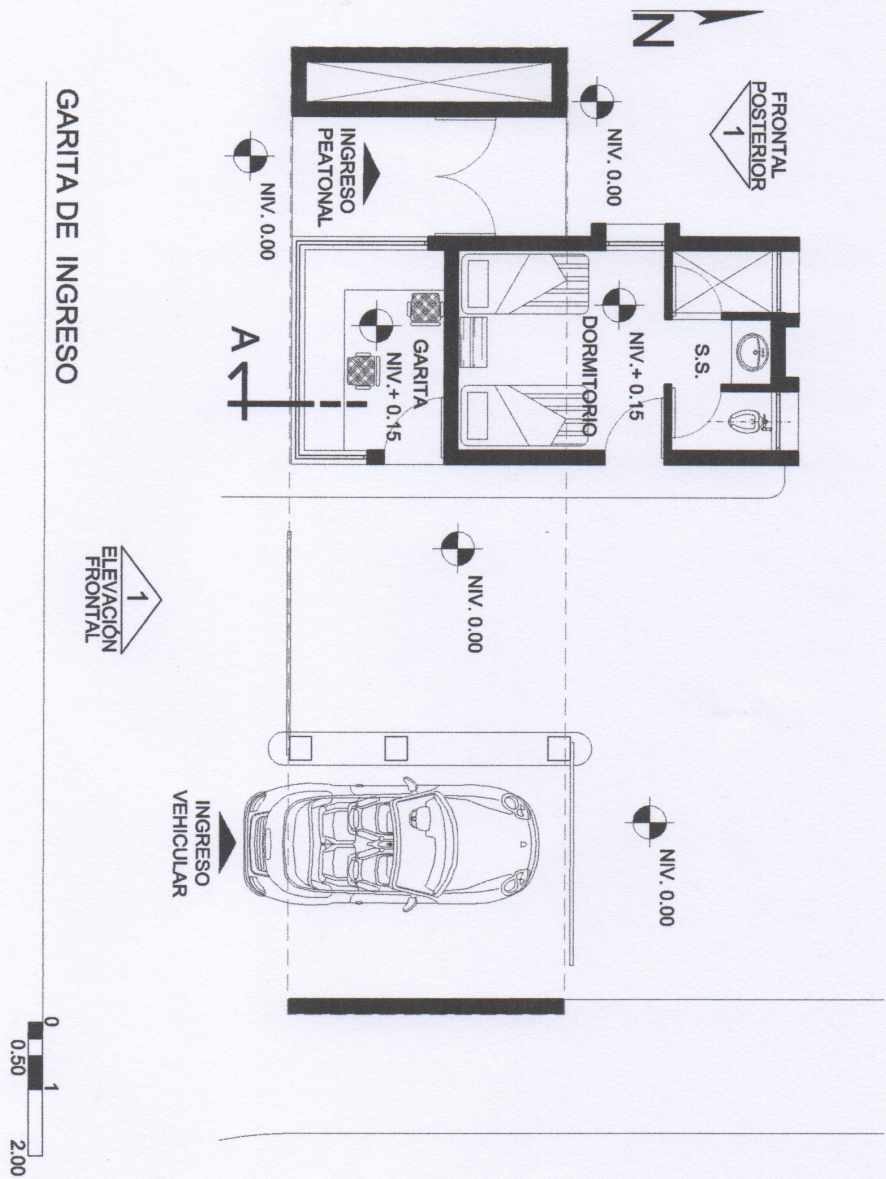 N
FRONTAL
POSTERIOR
1
NIV. 0.00
INGRESO
PEATONAL
NIV. 0.00
S.S.
NIV.+ 0.15
DORMITORIO
GARITA
NIV.+ 0.15
A
NIV. 0.00
NIV. 0.00
INGRESO
VEHICULAR
1
ELEVACIÓN
FRONTAL
GARITA DE INGRESO
0 1
0.50 2.00